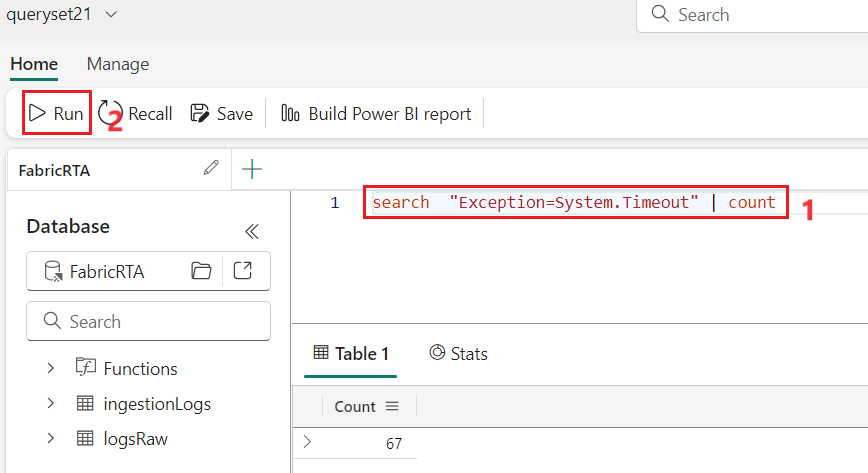 queryset21
Search
Home Manage
Run 2 Recall Save Build Power BI report
FabricRTA
1 search "Exception=System.Timeout" | count 1
Database
FabricRTA
Search
Functions
ingestionLogs
logsRaw
Table 1 Stats
Count
67